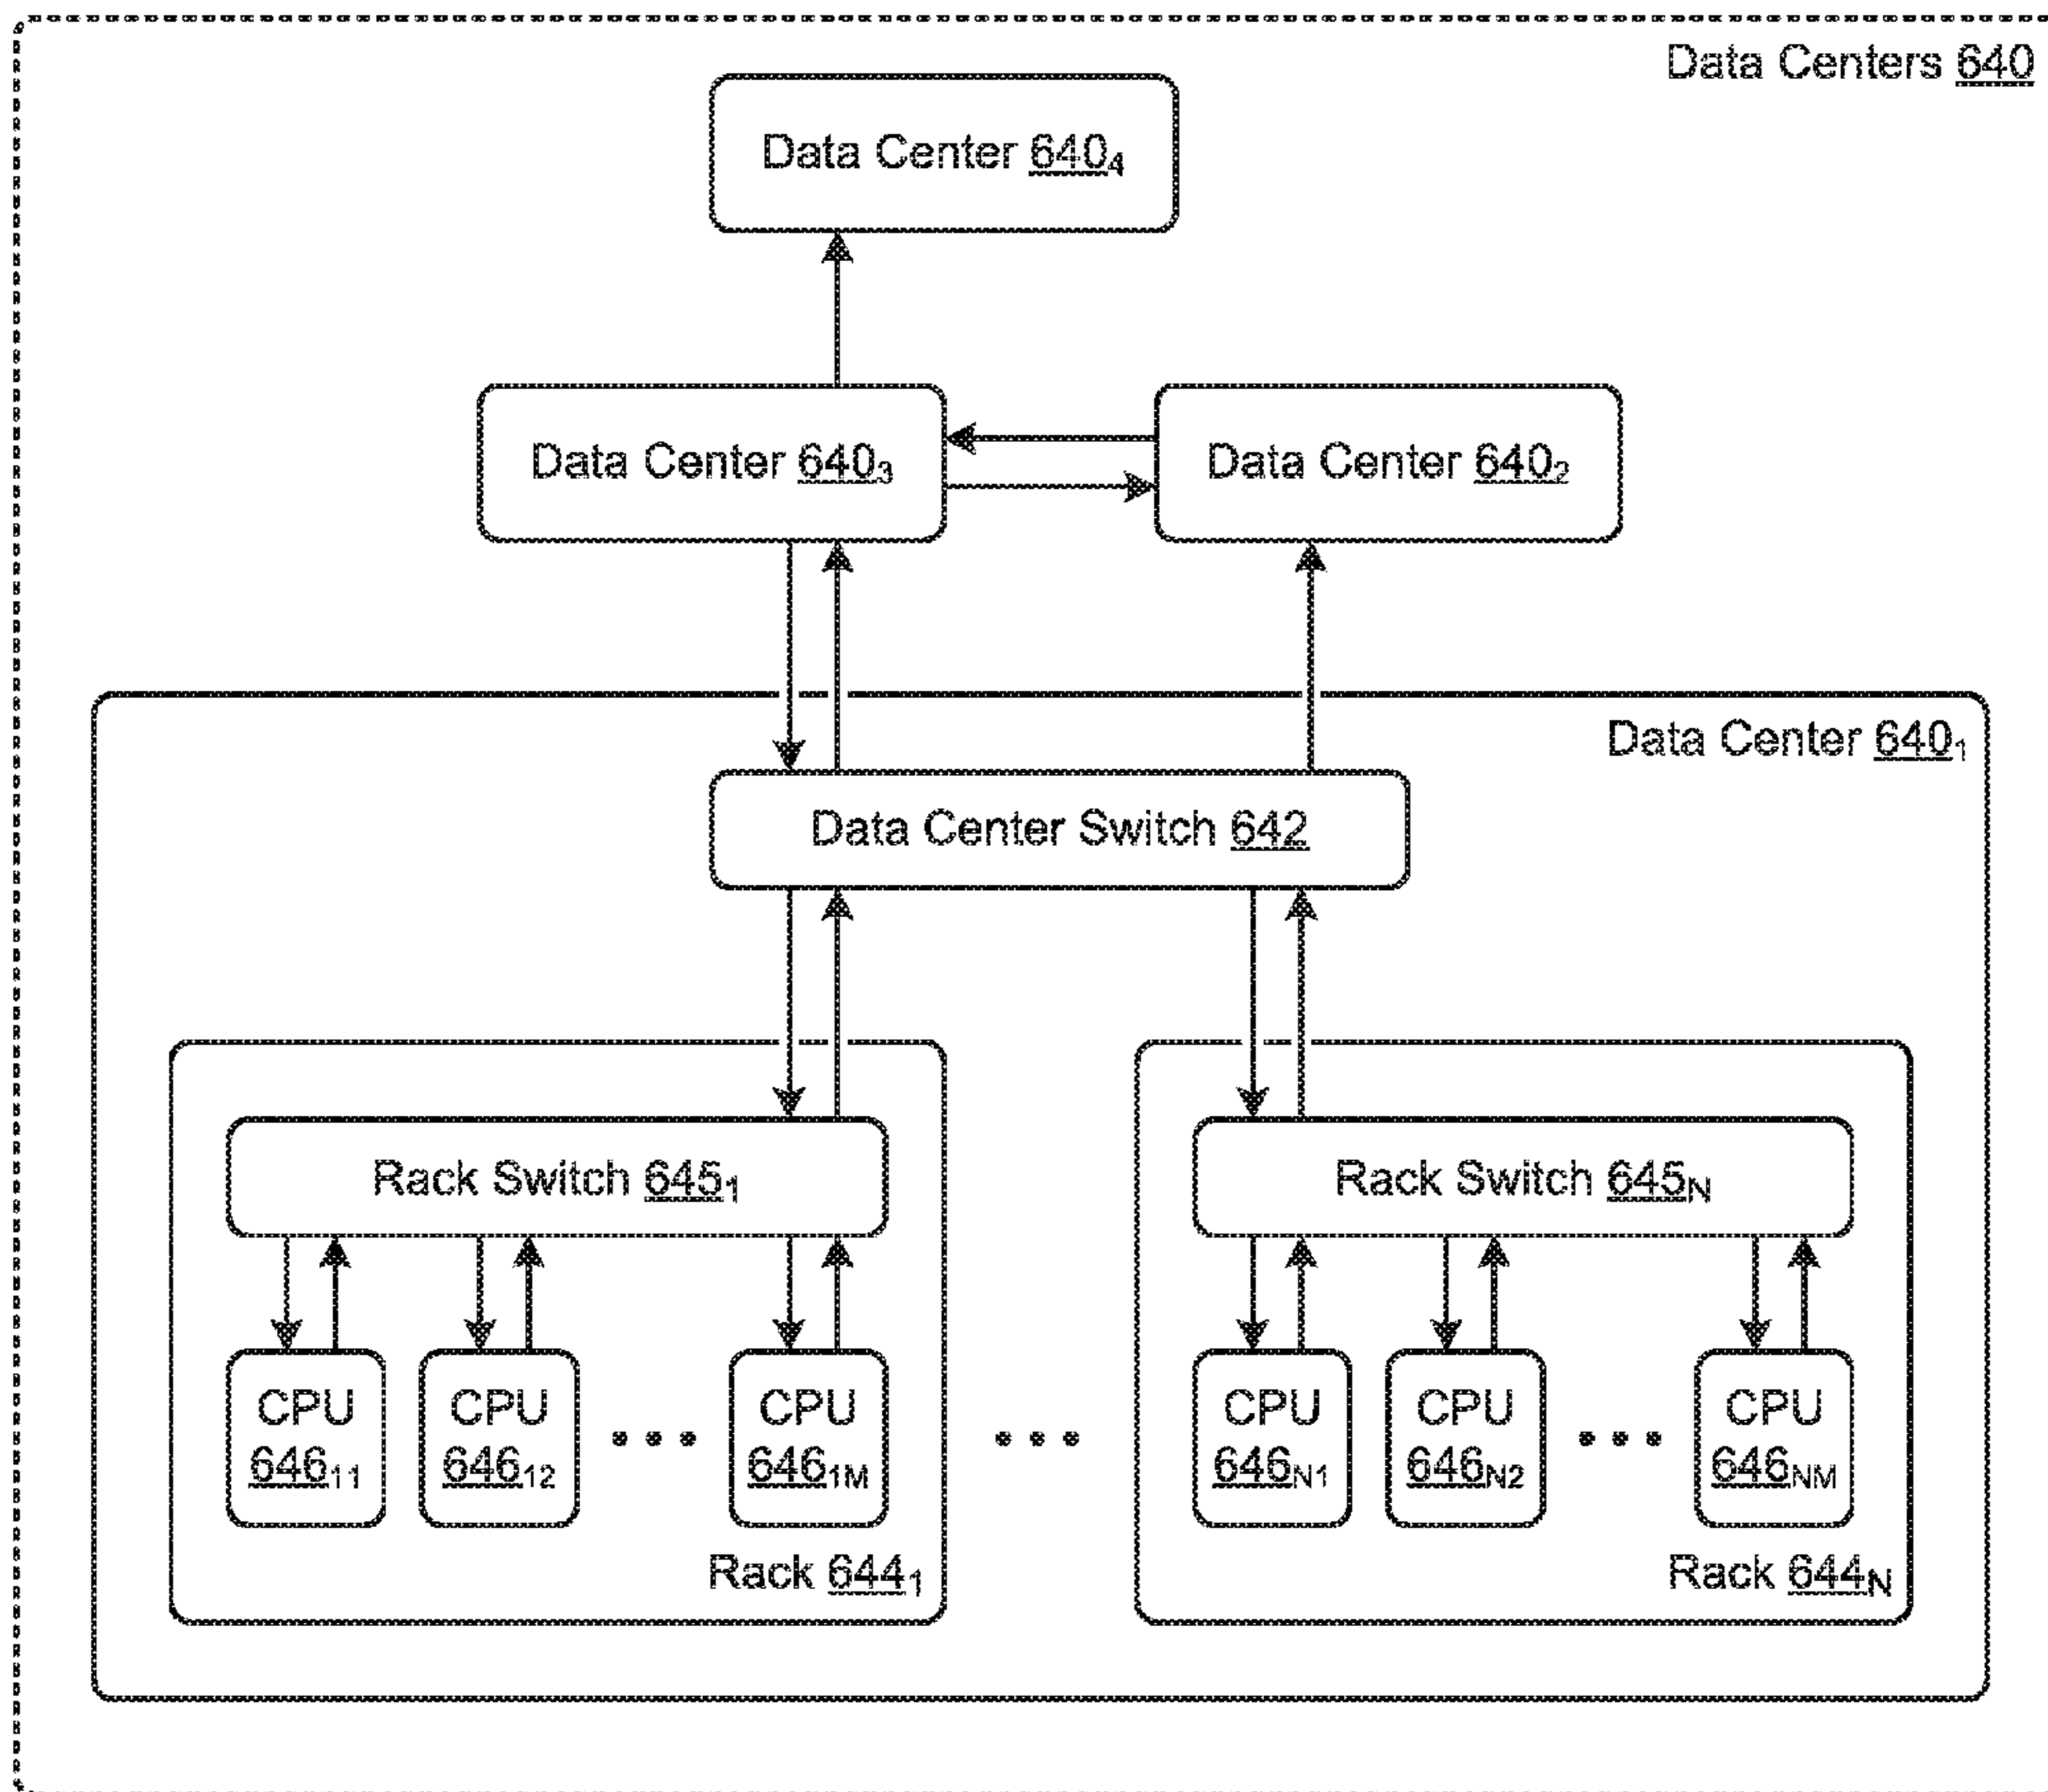 Data Centers 640
Data Center 640₄
Data Center 640₃
Data Center 640₂
Data Center 640₁
Data Center Switch 642
Rack Switch 645₁
Rack Switch 645N
CPU
646₁₁
CPU
646₁₂
CPU
646₁M
CPU
646N₁
CPU
646N₂
CPU
646NM
Rack 644₁
Rack 644N